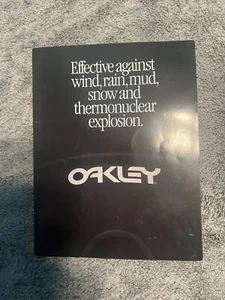 Effective against
wind, rain, mud,
snow and
thermonuclear
explosion.
OAKLEY